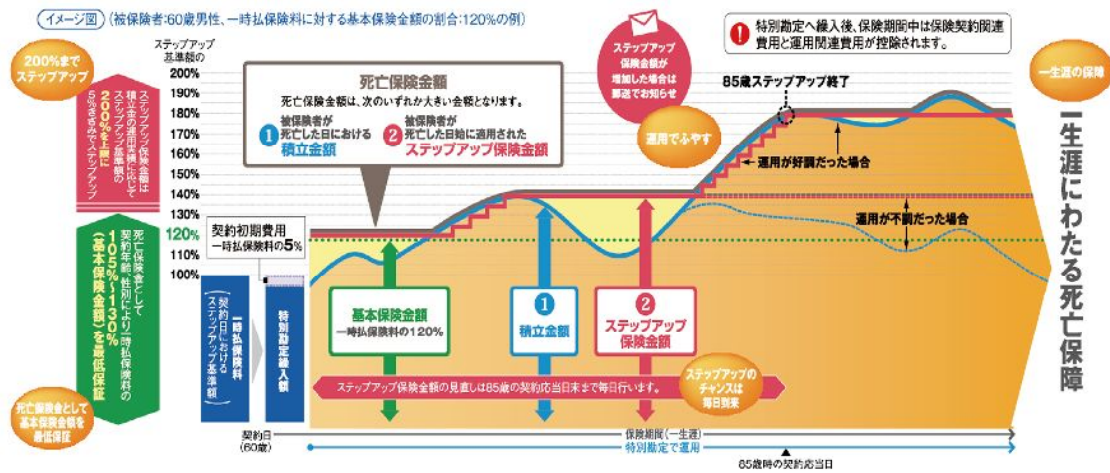 イメージ図 (被保険者:60歳男性、一時払保険料に対する基本保険金額の割合:120%の例)
200%まで
ステップアップ
ステップアップ保険金額は
積立金の運用実績に応じて
ステップアップ基準額の
200%を上限に
5%きざみでステップアップ
死亡保険金として
契約年齢、性別により一時払保険料の
105%~130%
(基本保険金額)を最低保証
死亡保険金として
基本保険金額を
最低保証
ステップアップ
基準額の
200%
190%
180%
170%
160%
150%
140%
130%
120%
110%
100%
死亡保険金額
死亡保険金額は、次のいずれか大きい金額となります。
1 被保険者が
死亡した日における
積立金額
2 被保険者が
死亡した日始に適用された
ステップアップ保険金額
契約初期費用
一時払保険料の5%
一時払保険料
(契約日における
ステップアップ基準額)
特別勘定繰入額
基本保険金額
一時払保険料の120%
1
積立金額
2
ステップアップ
保険金額
ステップアップ保険金額の見直しは85歳の契約応当日末まで毎日行います。
ステップアップの
チャンスは
毎日到来
ステップアップ
保険金額が
増加した場合は
郵送でお知らせ
運用でふやす
! 特別勘定へ繰入後、保険期間中は保険契約関連
費用と運用関連費用が控除されます。
85歳ステップアップ終了
運用が好調だった場合
運用が不調だった場合
一生涯の保障
一生涯にわたる死亡保障
契約日
(60歳)
保険期間(一生涯)
特別勘定で運用
85歳時の契約応当日